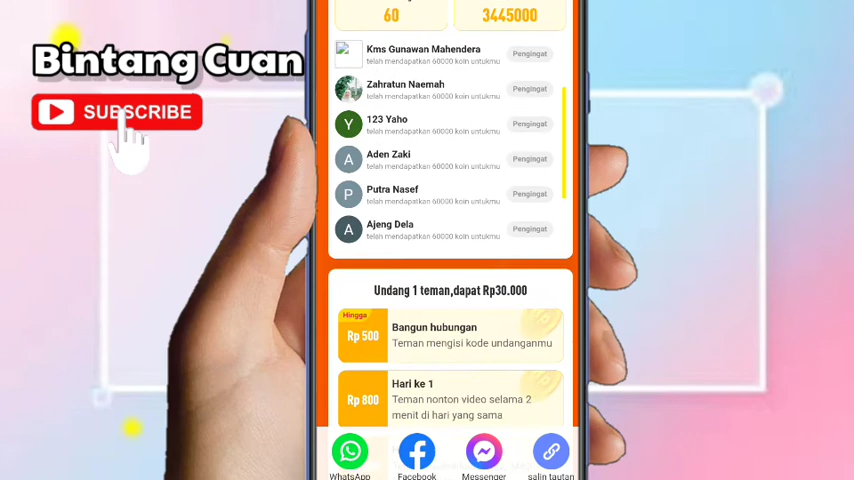 Bintang Cuan
SUBSCRIBE
60
3445000
Kms Gunawan Mahendera
telah mendapatkan 60000 koin untukmu
Pengingat
Zahratun Naemah
telah mendapatkan 60000 koin untukmu
Pengingat
Y
123 Yaho
telah mendapatkan 60000 koin untukmu
Pengingat
A
Aden Zaki
telah mendapatkan 60000 koin untukmu
Pengingat
P
Putra Nasef
telah mendapatkan 60000 koin untukmu
Pengingat
A
Ajeng Dela
telah mendapatkan 60000 koin untukmu
Pengingat
Undang 1 teman,dapat Rp30.000
Hingga
Rp 500
Bangun hubungan
Teman mengisi kode undanganmu
Rp 800
Hari ke 1
Teman nonton video selama 2
menit di hari yang sama
WhatsApp
Facebook
Messenger
salin tautan